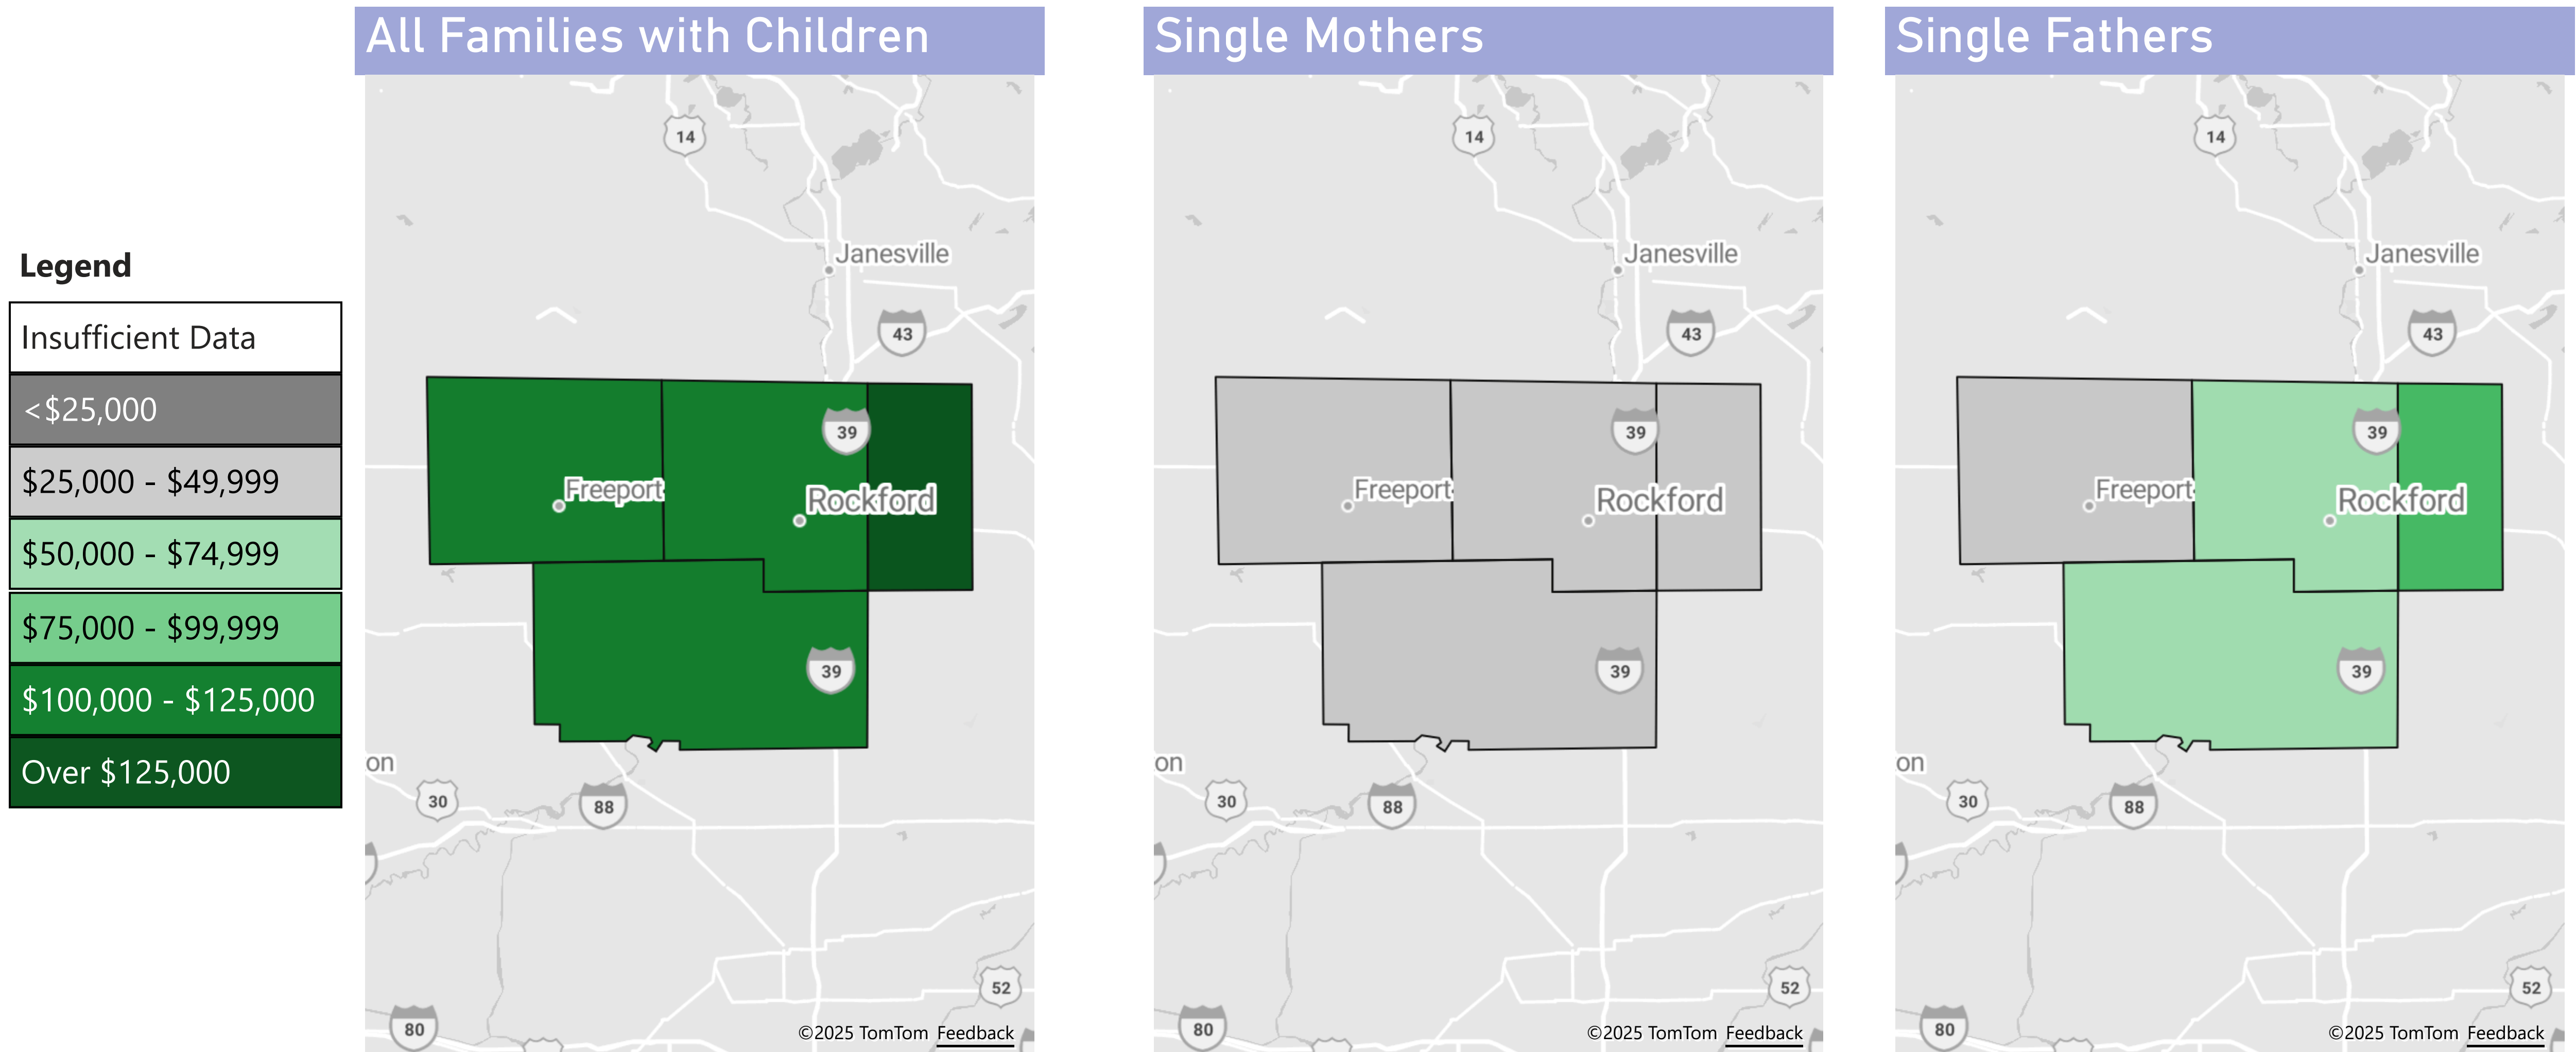 All Families with Children
Single Mothers
Single Fathers
Legend
Insufficient Data
<$25,000
$25,000 - $49,999
$50,000 - $74,999
$75,000 - $99,999
$100,000 - $125,000
Over $125,000
14
Janesville
43
39
Freeport
Rockford
39
on
30
88
52
80
©2025 TomTom Feedback
14
Janesville
43
39
Freeport
Rockford
39
on
30
88
52
80
©2025 TomTom Feedback
14
Janesville
43
39
Freeport
Rockford
39
on
30
88
52
80
©2025 TomTom Feedback